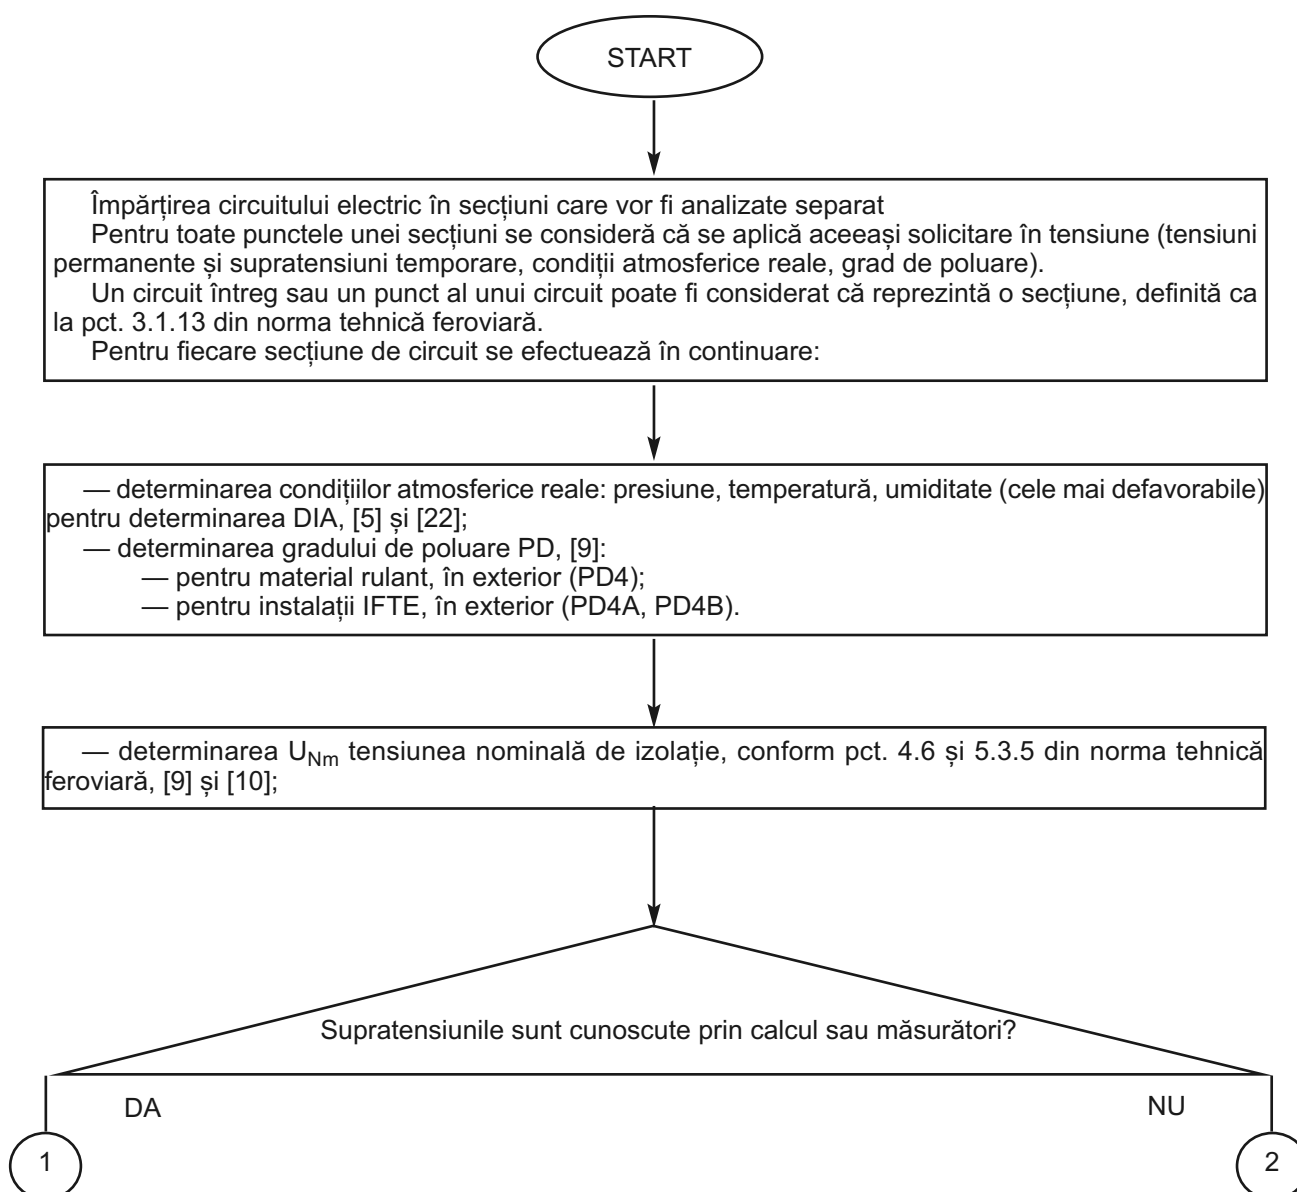 START
Împărțirea circuitului electric în secțiuni care vor fi analizate separat
Pentru toate punctele unei secțiuni se consideră că se aplică aceeași solicitare în tensiune (tensiuni
permanente și supratensiuni temporare, condiții atmosferice reale, grad de poluare).
Un circuit întreg sau un punct al unui circuit poate fi considerat că reprezintă o secțiune, definită ca
la pct. 3.1.13 din norma tehnică feroviară.
Pentru fiecare secțiune de circuit se efectuează în continuare:
— determinarea condițiilor atmosferice reale: presiune, temperatură, umiditate (cele mai defavorabile)
pentru determinarea DIA, [5] și [22];
— determinarea gradului de poluare PD, [9]:
— pentru material rulant, în exterior (PD4);
— pentru instalații IFTE, în exterior (PD4A, PD4B).
— determinarea UNm tensiunea nominală de izolație, conform pct. 4.6 și 5.3.5 din norma tehnică
feroviară, [9] și [10];
Supratensiunile sunt cunoscute prin calcul sau măsurători?
DA
NU
1
2